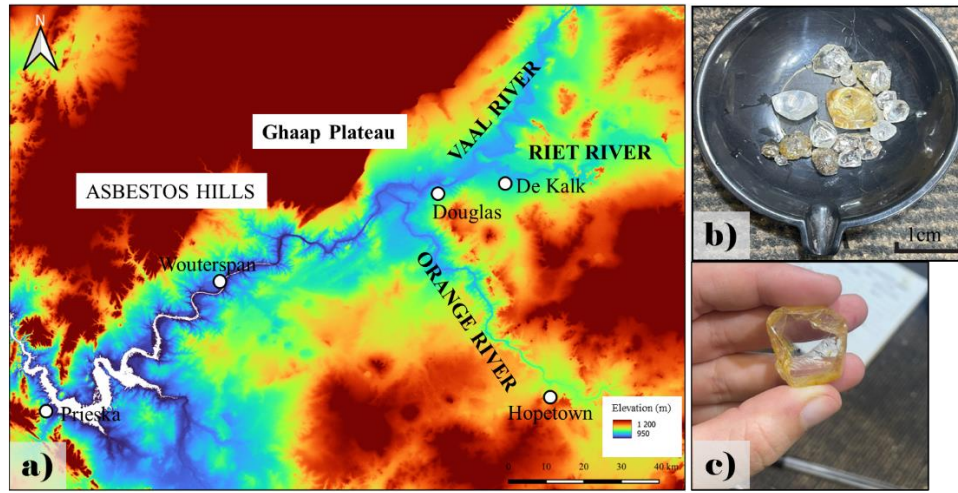 N
Ghaap Plateau
ASBESTOS HILLS
VAAL RIVER
RIET RIVER
De Kalk
Douglas
Wouterspan
ORANGE RIVER
Prieska
Hopetown
Elevation (m)
1 200
950
0 10 20 30 40 km
a)
1cm
b)
c)